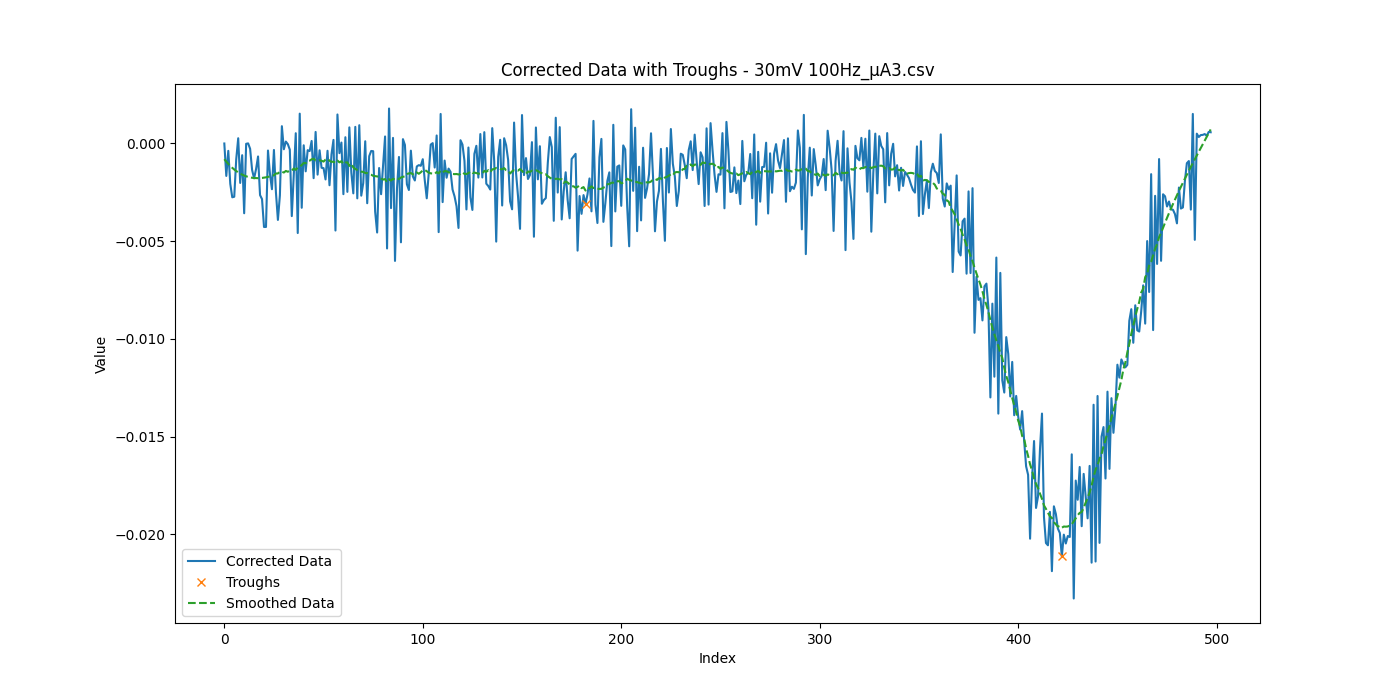 Corrected Data with Troughs - 30mV 100Hz_μA3.csv
Value
0.000
−0.005
−0.010
−0.015
−0.020
Corrected Data
Troughs
Smoothed Data
0 100 200 300 400 500
Index